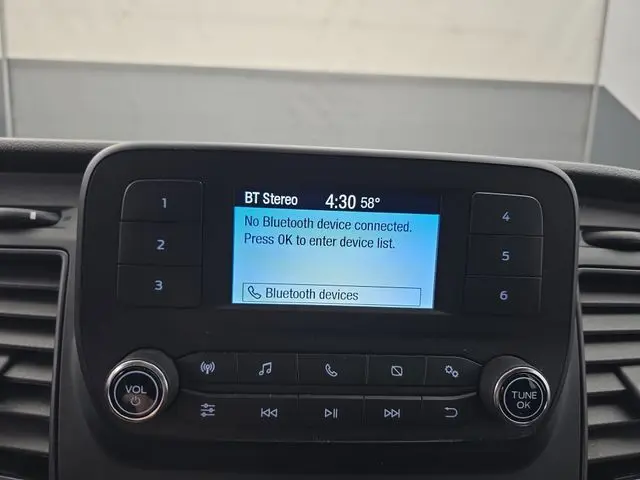 BT Stereo 4:30 58°
No Bluetooth device connected.
Press OK to enter device list.
Bluetooth devices
1
2
3
4
5
6
VOL
TUNE
OK